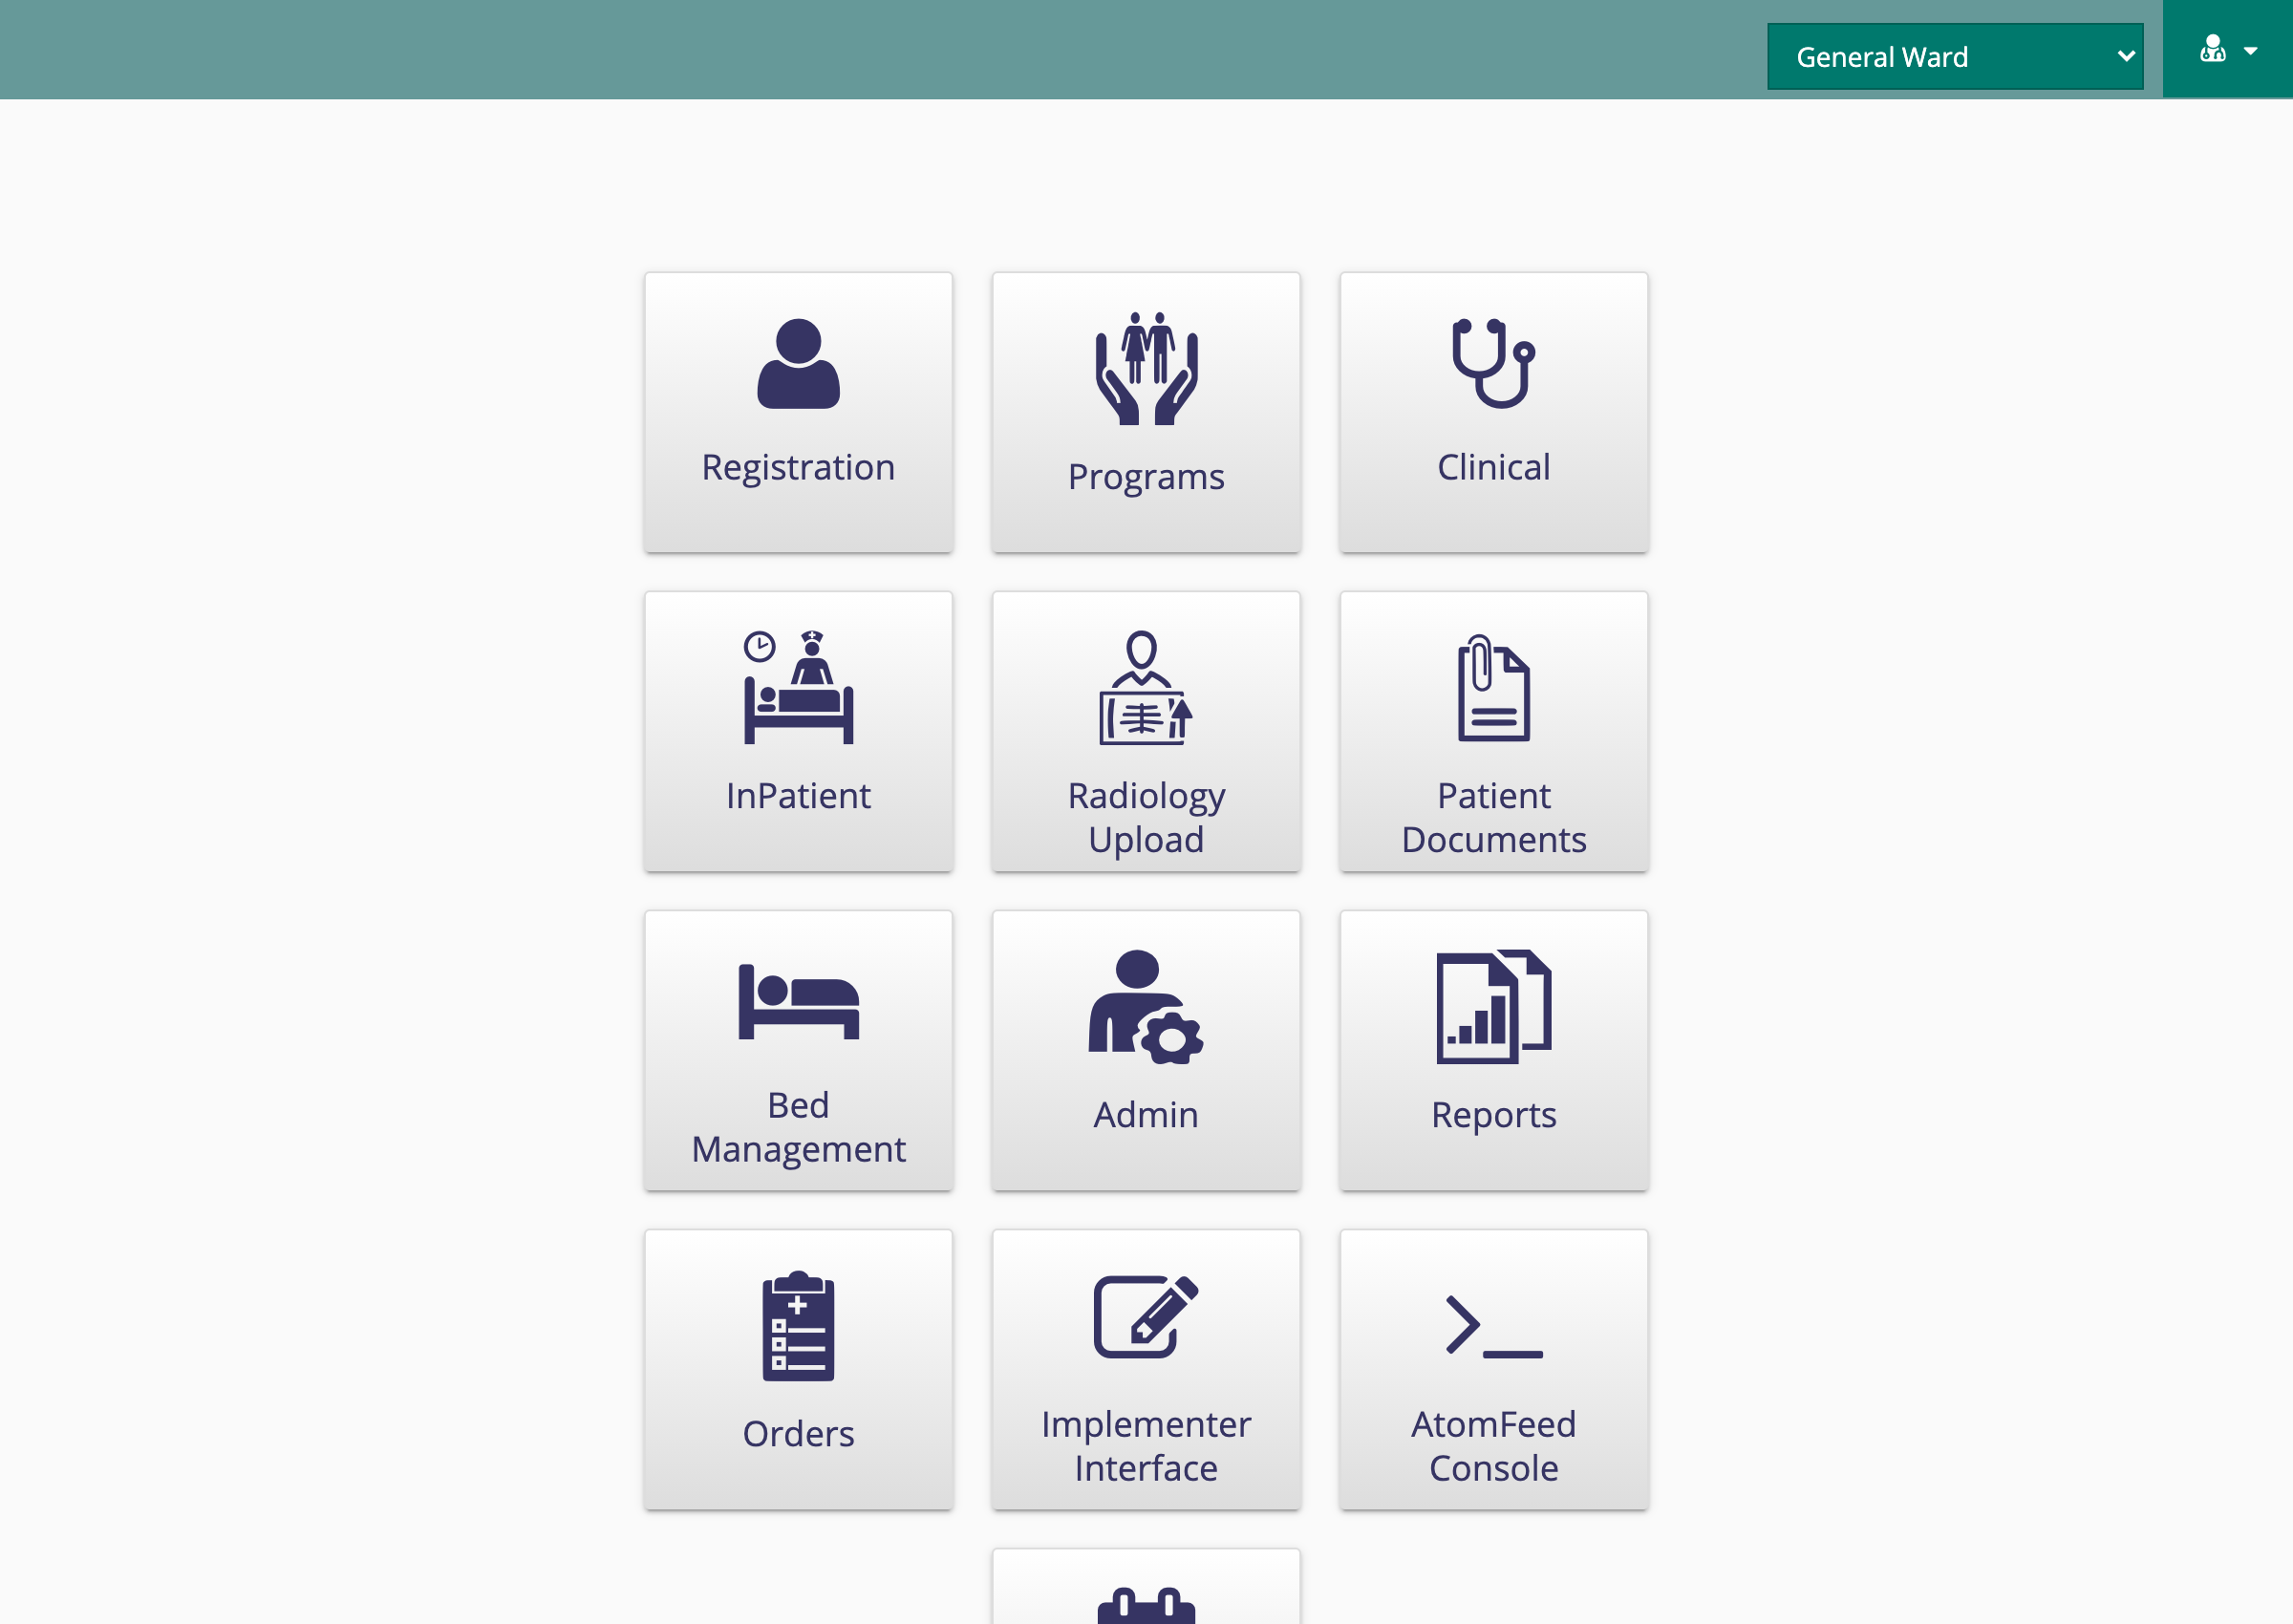 General Ward
Registration
Programs
Clinical
InPatient
Radiology
Upload
Patient
Documents
Bed
Management
Admin
Reports
Orders
Implementer
Interface
AtomFeed
Console